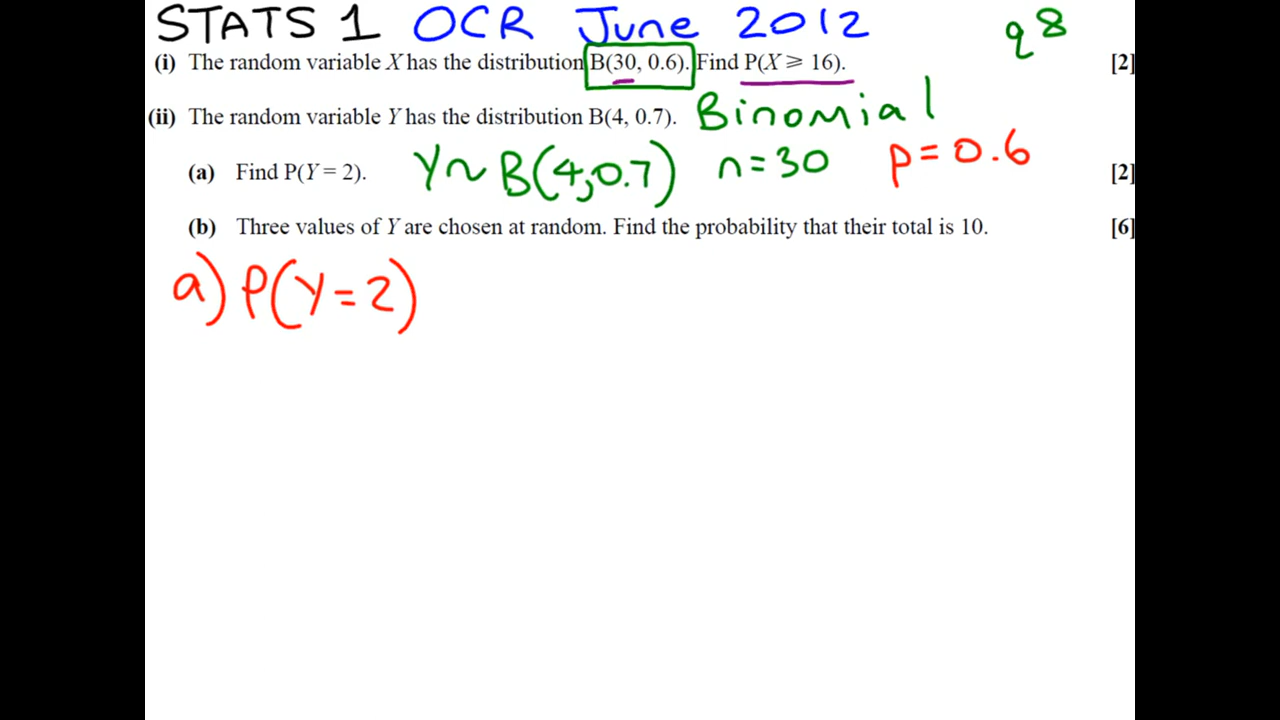 STATS 1 OCR June 2012 q8
(i) The random variable X has the distribution B(30, 0.6). Find P(X ⩾ 16). [2]
(ii) The random variable Y has the distribution B(4, 0.7). Binomial
(a) Find P(Y = 2). Y~B(4,0.7) n=30 p=0.6 [2]
(b) Three values of Y are chosen at random. Find the probability that their total is 10. [6]
a) P(Y=2)